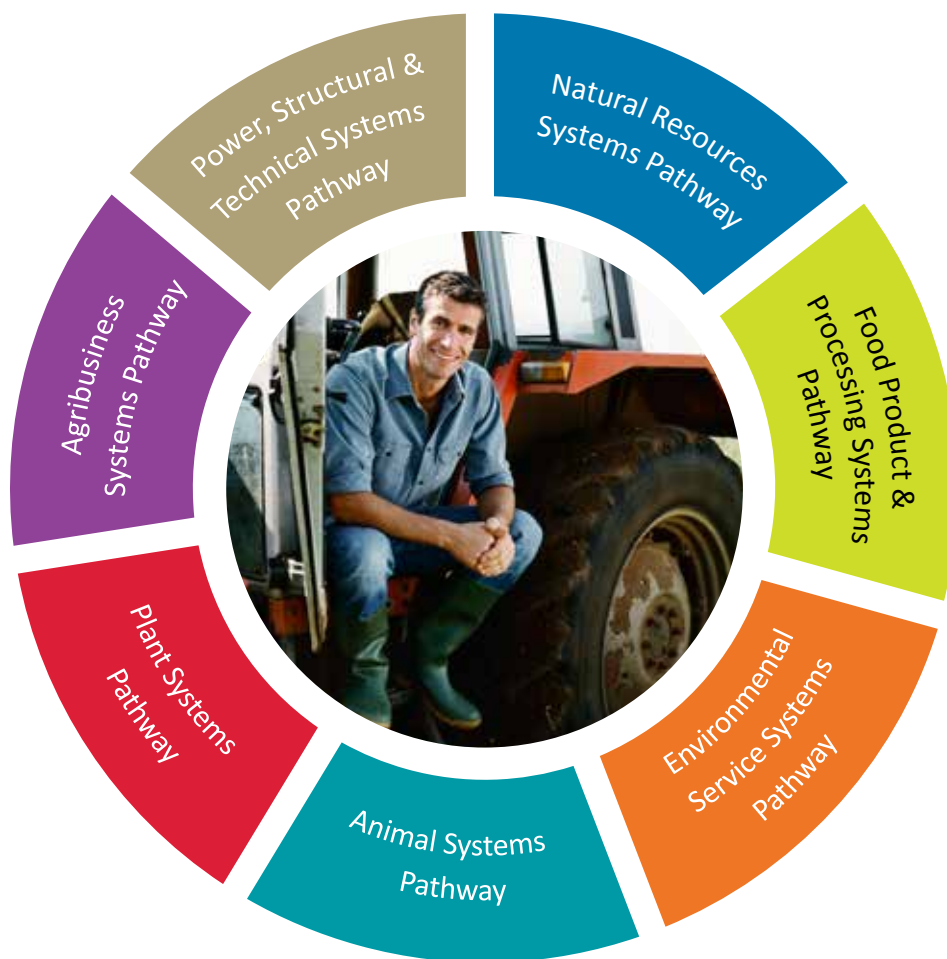 Natural Resources
Systems Pathway
Food Product &
Processing Systems
Pathway
Environmental
Service Systems
Pathway
Animal Systems
Pathway
Plant Systems
Pathway
Agribusiness
Systems Pathway
Power, Structural &
Technical Systems
Pathway